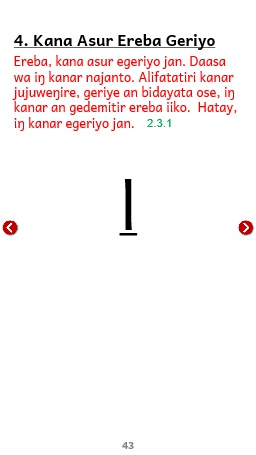 4. Kana Asur Ereba Geriyo
Ereba, kana asur egeriyo jan. Daasa
wa iŋ kanar najanto. Alifatatiri kanar
jujuweŋire, geriye an bidayata ose, iŋ
kanar an gedemitir ereba iiko. Hatay,
iŋ kanar egeriyo jan. 2.3.1
l
43